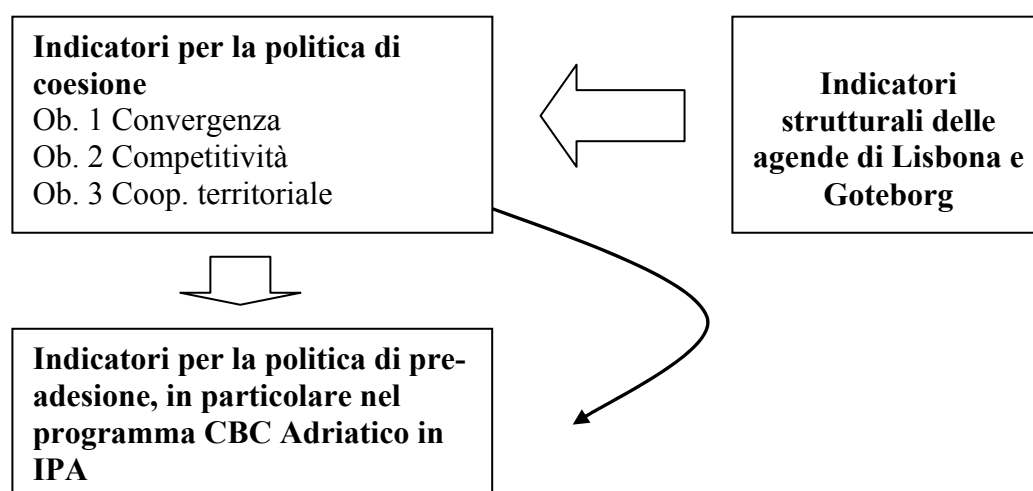 Indicatori per la politica di
coesione
Ob. 1 Convergenza
Ob. 2 Competitività
Ob. 3 Coop. territoriale
Indicatori
strutturali delle
agende di Lisbona e
Goteborg
Indicatori per la politica di pre-
adesione, in particolare nel
programma CBC Adriatico in
IPA